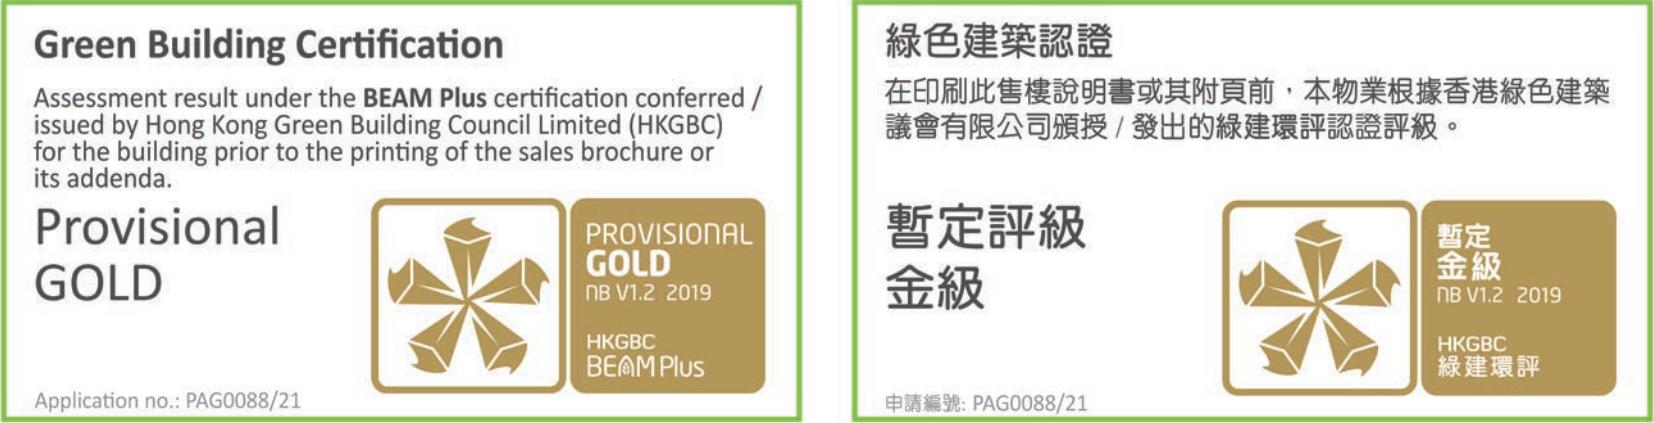 Green Building Certification
Assessment result under the BEAM Plus certification conferred /
issued by Hong Kong Green Building Council Limited (HKGBC)
for the building prior to the printing of the sales brochure or
its addenda.
Provisional
GOLD
PROVISIONAL
GOLD
NB V1.2 2019
HKGBC
BEAM Plus
Application no.: PAG0088/21
綠色建築認證
在印刷此售樓說明書或其附頁前，本物業根據香港綠色建築
議會有限公司頒授 / 發出的綠建環評認證評級。
暫定評級
金級
暫定
金級
NB V1.2 2019
HKGBC
綠建環評
申請編號: PAG0088/21